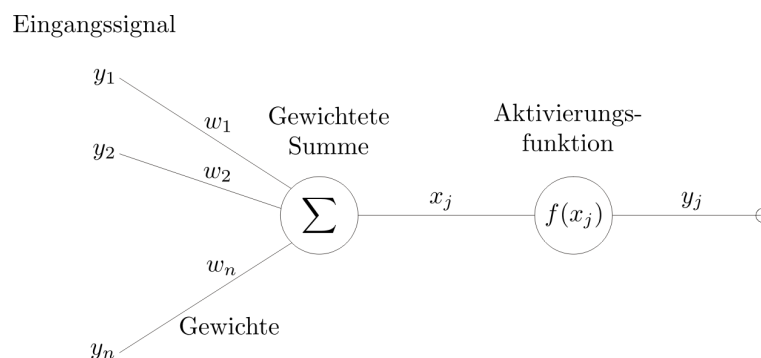 Eingangssignal
y₁
w₁
Gewichtete
Summe
Aktivierungs-
funktion
y₂
w₂
∑
xⱼ
f(xⱼ)
yⱼ
wₙ
Gewichte
yₙ